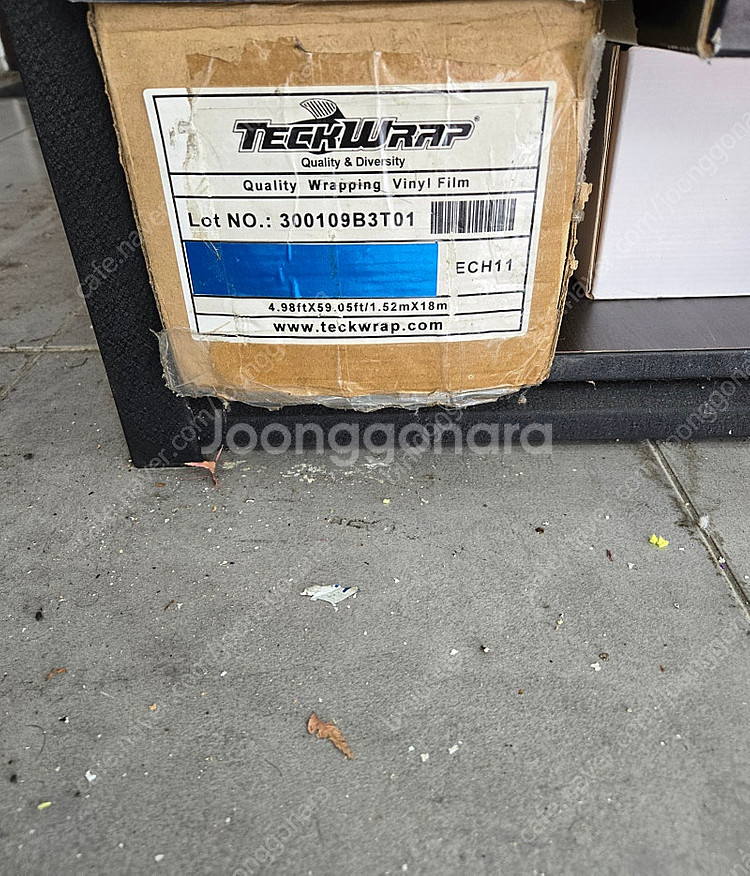 TECKWRAP®
Quality & Diversity
Quality Wrapping Vinyl Film
Lot NO.: 300109B3T01
ECH11
4.98ftX59.05ft/1.52mX18m
www.teckwrap.com
Joonggonara